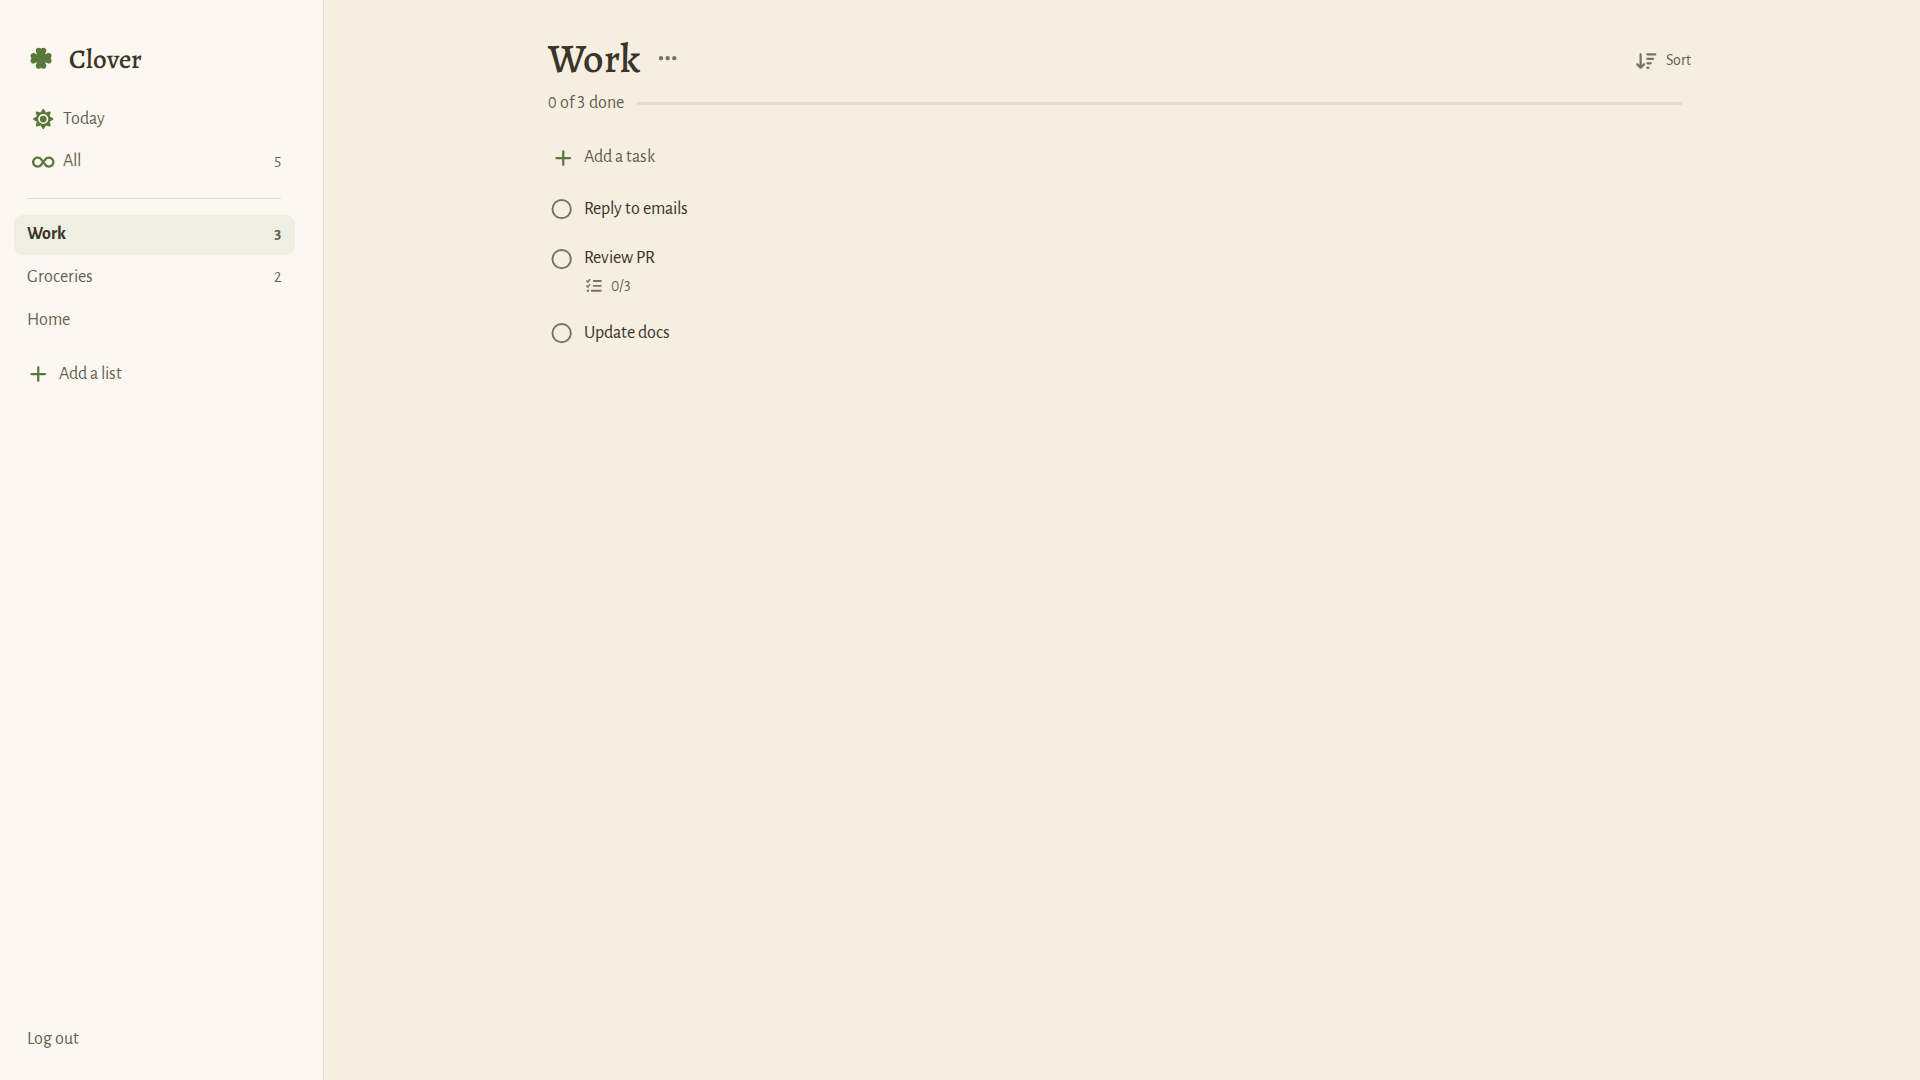 Clover
Today
All 5
Work 3
Groceries 2
Home
Add a list
Log out
Work
Sort
0 of 3 done
Add a task
Reply to emails
Review PR
0/3
Update docs